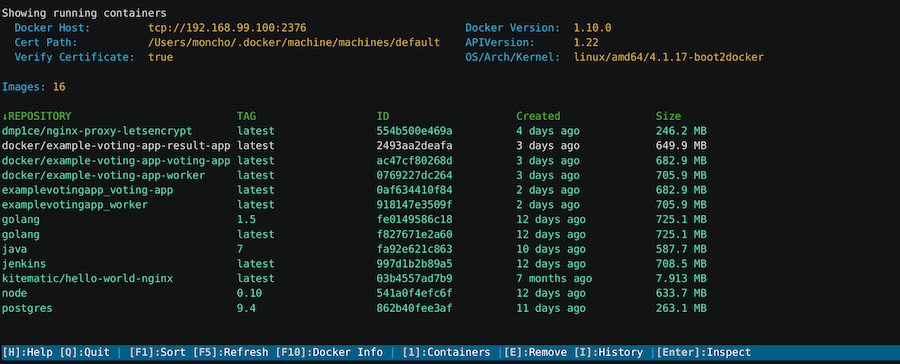 Showing running containers
Docker Host: tcp://192.168.99.100:2376 Docker Version: 1.10.0
Cert Path: /Users/moncho/.docker/machine/machines/default APIVersion: 1.22
Verify Certificate: true OS/Arch/Kernel: linux/amd64/4.1.17-boot2docker
Images: 16
↓REPOSITORY TAG ID Created Size
dmp1ce/nginx-proxy-letsencrypt latest 554b500e469a 4 days ago 246.2 MB
docker/example-voting-app-result-app latest 2493aa2deafa 3 days ago 649.9 MB
docker/example-voting-app-voting-app latest ac47cf80268d 3 days ago 682.9 MB
docker/example-voting-app-worker latest 0769227dc264 3 days ago 705.9 MB
examplevotingapp_voting-app latest 0af634410f84 2 days ago 682.9 MB
examplevotingapp_worker latest 918147e3509f 2 days ago 705.9 MB
golang 1.5 fe0149586c18 12 days ago 725.1 MB
golang latest f827671e2a60 12 days ago 725.1 MB
java 7 fa92e621c863 10 days ago 587.7 MB
jenkins latest 997d1b2b89a5 12 days ago 708.5 MB
kitematic/hello-world-nginx latest 03b4557ad7b9 7 months ago 7.913 MB
node 0.10 541a0f4efc6f 12 days ago 633.7 MB
postgres 9.4 862b40fee3af 11 days ago 263.1 MB
[H]:Help [Q]:Quit | [F1]:Sort [F5]:Refresh [F10]:Docker Info | [1]:Containers |[E]:Remove [I]:History |[Enter]:Inspect